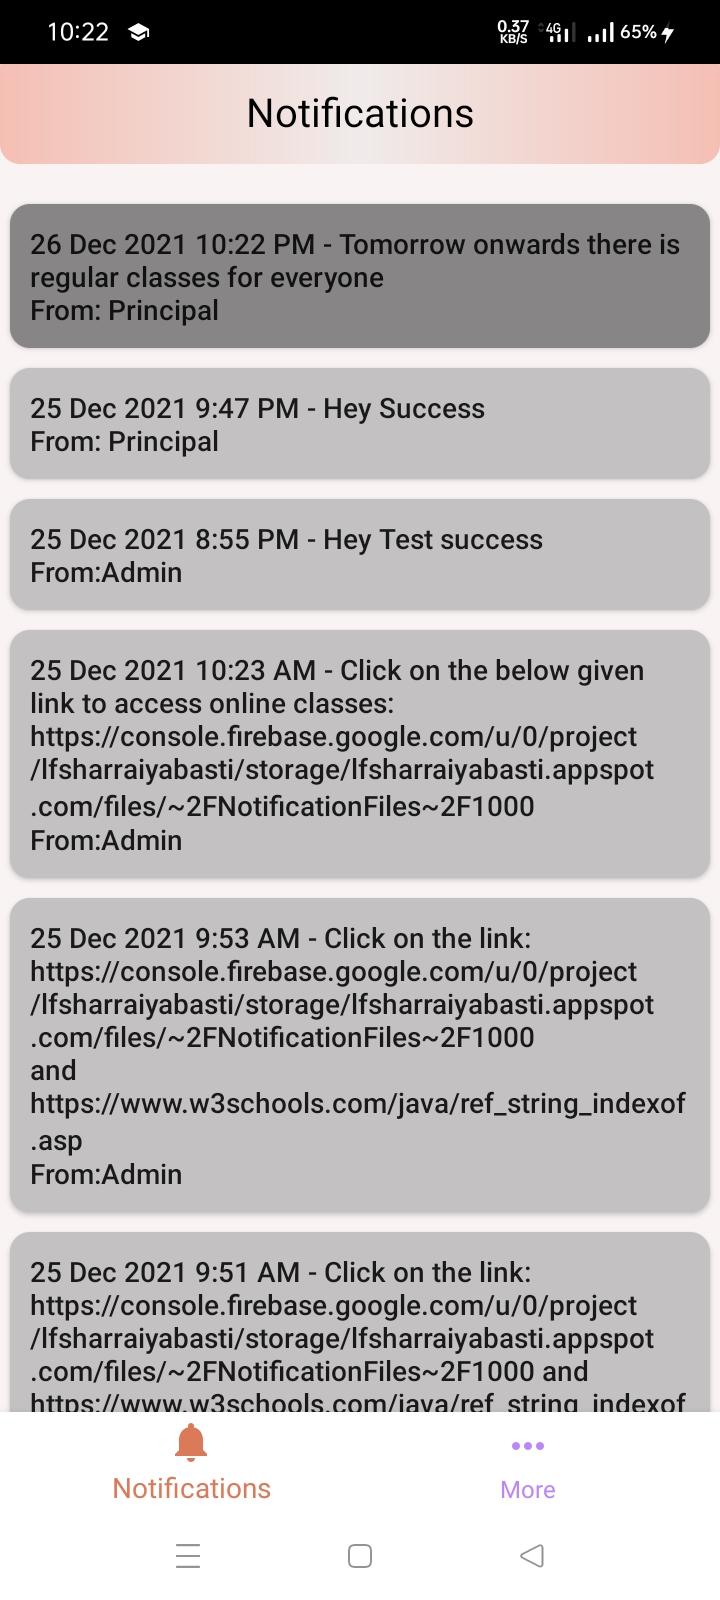 10:22
0.37
KB/S
4G
65%
Notifications
26 Dec 2021 10:22 PM - Tomorrow onwards there is
regular classes for everyone
From: Principal
25 Dec 2021 9:47 PM - Hey Success
From: Principal
25 Dec 2021 8:55 PM - Hey Test success
From:Admin
25 Dec 2021 10:23 AM - Click on the below given
link to access online classes:
https://console.firebase.google.com/u/0/project
/lfsharraiyabasti/storage/lfsharraiyabasti.appspot
.com/files/~2FNotificationFiles~2F1000
From:Admin
25 Dec 2021 9:53 AM - Click on the link:
https://console.firebase.google.com/u/0/project
/lfsharraiyabasti/storage/lfsharraiyabasti.appspot
.com/files/~2FNotificationFiles~2F1000
and
https://www.w3schools.com/java/ref_string_indexof
.asp
From:Admin
25 Dec 2021 9:51 AM - Click on the link:
https://console.firebase.google.com/u/0/project
/lfsharraiyabasti/storage/lfsharraiyabasti.appspot
.com/files/~2FNotificationFiles~2F1000 and
https://www.w3schools.com/java/ref_string_indexof
Notifications
More